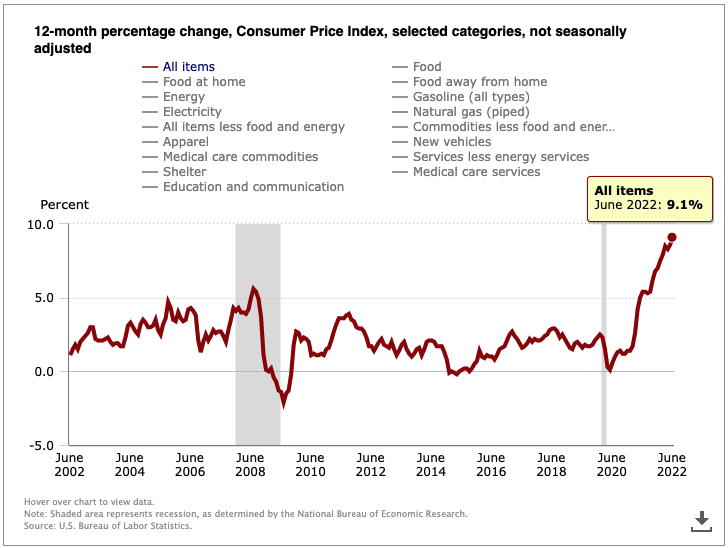 12-month percentage change, Consumer Price Index, selected categories, not seasonally
adjusted
All items
Food
Food at home
Food away from home
Energy
Gasoline (all types)
Electricity
Natural gas (piped)
All items less food and energy
Commodities less food and ener...
Apparel
New vehicles
Medical care commodities
Services less energy services
Shelter
Medical care services
Education and communication
All items
June 2022: 9.1%
Percent
10.0
5.0
0.0
-5.0
June
2002
June
2004
June
2006
June
2008
June
2010
June
2012
June
2014
June
2016
June
2018
June
2020
June
2022
Hover over chart to view data.
Note: Shaded area represents recession, as determined by the National Bureau of Economic Research.
Source: U.S. Bureau of Labor Statistics.